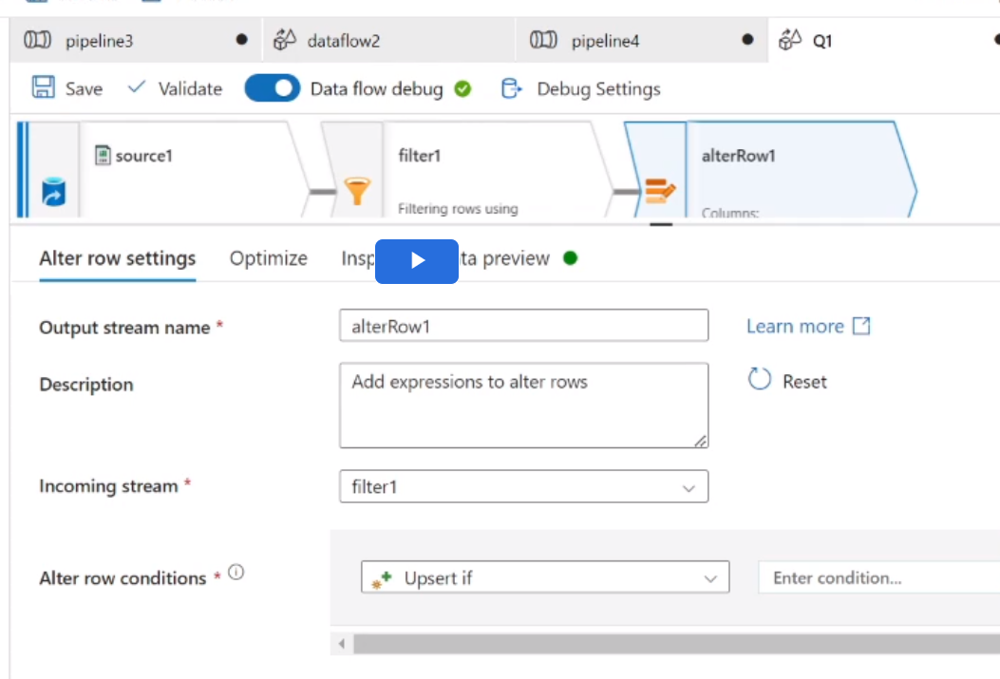 pipeline3 dataflow2 pipeline4 Q1
Save Validate Data flow debug Debug Settings
source1 filter1 alterRow1
Filtering rows using Columns:
Alter row settings Optimize Insp ta preview
Output stream name * alterRow1 Learn more
Description Add expressions to alter rows Reset
Incoming stream * filter1
Alter row conditions * Upsert if Enter condition...